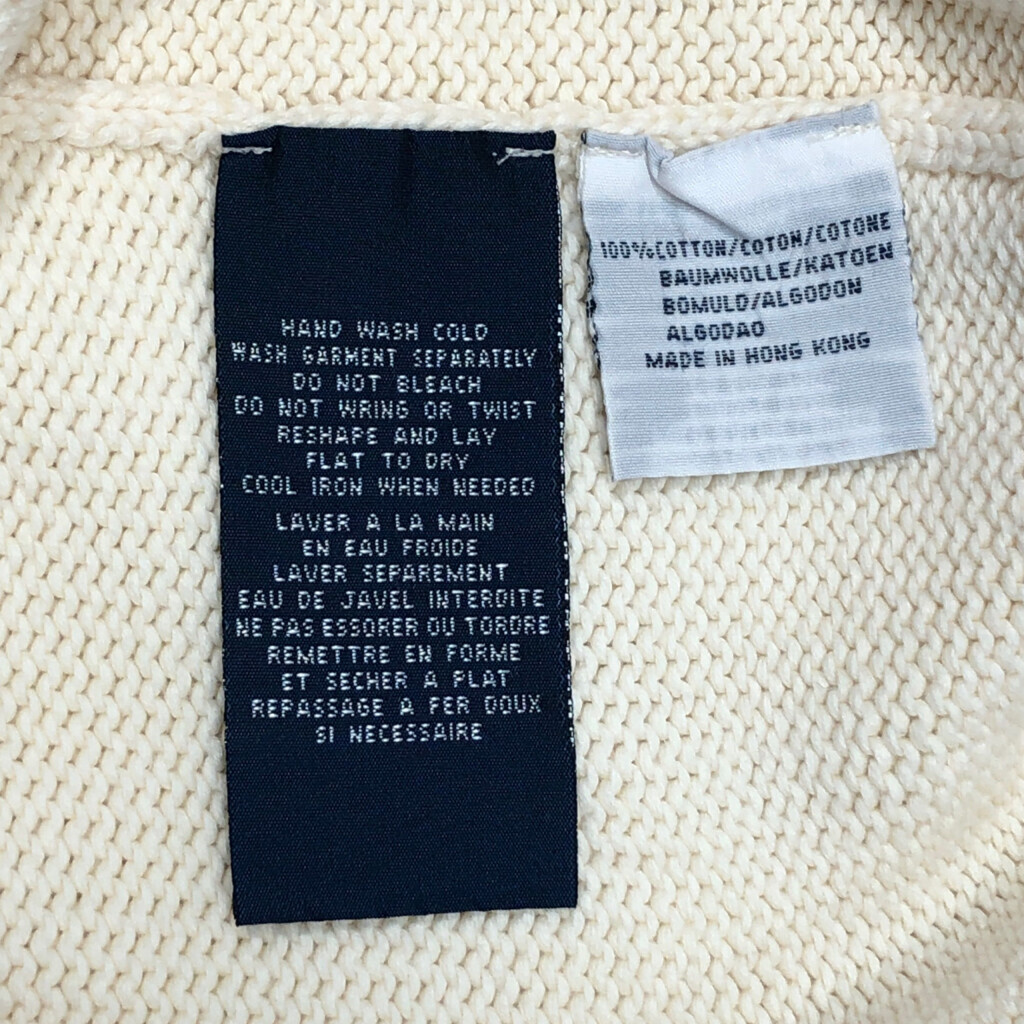 HAND WASH COLD
WASH GARMENT SEPARATELY
DO NOT BLEACH
DO NOT WRING OR TWIST
RESHAPE AND LAY
FLAT TO DRY
COOL IRON WHEN NEEDED
LAVER A LA MAIN
EN EAU FROIDE
LAVER SEPAREMENT
EAU DE JAVEL INTERDITE
NE PAS ESSORER OU TORDRE
REMETTRE EN FORME
ET SECHER A PLAT
REPASSAGE A FER DOUX
SI NECESSAIRE
100%COTTON/COTON/COTONE
BAUMWOLLE/KATOEN
BOMULD/ALGODON
ALGODAO
MADE IN HONG KONG